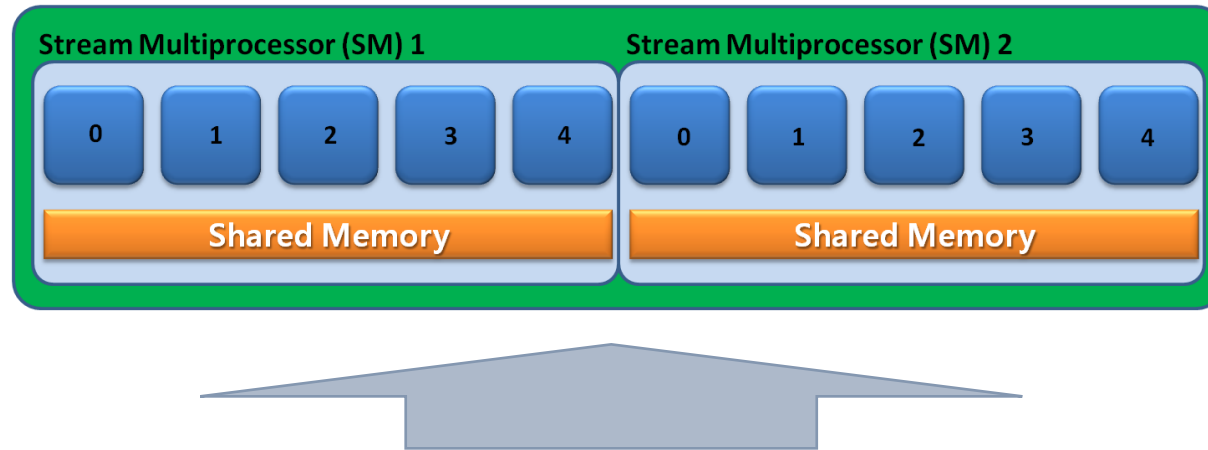 Stream Multiprocessor (SM) 1
Stream Multiprocessor (SM) 2
0 1 2 3 4
0 1 2 3 4
Shared Memory
Shared Memory